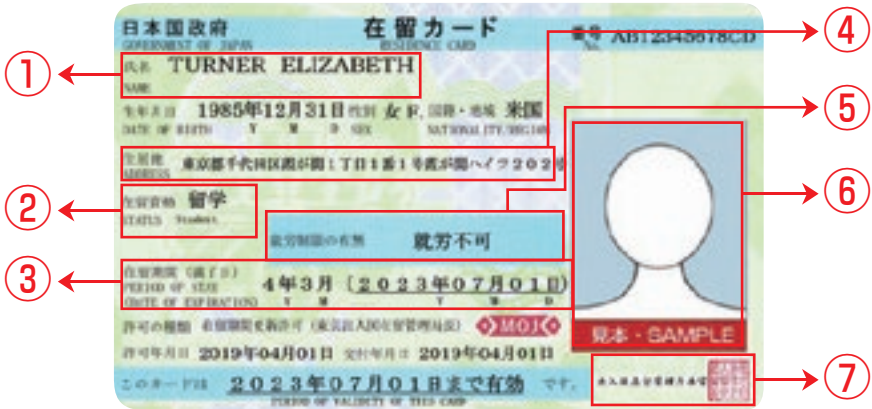 日本国政府 在留カード 番号 AB12345678CD
GOVERNMENT OF JAPAN RESIDENCE CARD No.
④
① 氏名 TURNER ELIZABETH
NAME
生年月日 1985年12月31日 性別 女 F. 国籍・地域 米国
DATE OF BIRTH Y M D SEX NATIONALITY/REGION
⑤
住居地 東京都千代田区霞が関1丁目1番1号霞が関ハイツ202号
ADDRESS
⑥
② 在留資格 留学
STATUS Student
就労制限の有無 就労不可
③ 在留期間(満了日) 4年3月(2023年07月01日)
PERIOD OF STAY
(DATE OF EXPIRATION) Y M Y M D
許可の種類 在留期間更新許可(東京出入国在留管理局長) MOJ
見本・SAMPLE
許可年月日 2019年04月01日 交付年月日 2019年04月01日
このカードは 2023年07月01日まで有効 です。
PERIOD OF VALIDITY OF THIS CARD
⑦